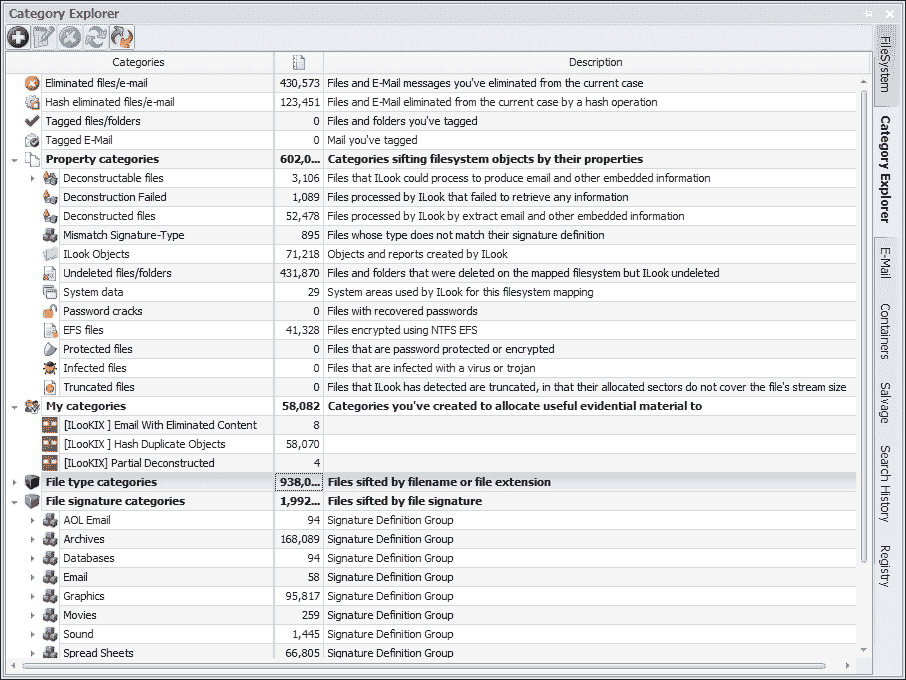 Category Explorer
Categories Description
Eliminated files/e-mail 430,573 Files and E-Mail messages you've eliminated from the current case
Hash eliminated files/e-mail 123,451 Files and E-Mail eliminated from the current case by a hash operation
Tagged files/folders 0 Files and folders you've tagged
Tagged E-Mail 0 Mail you've tagged
Property categories 602,0... Categories sifting filesystem objects by their properties
Deconstructable files 3,106 Files that ILook could process to produce email and other embedded information
Deconstruction Failed 1,089 Files processed by ILook that failed to retrieve any information
Deconstructed files 52,478 Files processed by ILook by extract email and other embedded information
Mismatch Signature-Type 895 Files whose type does not match their signature definition
ILook Objects 71,218 Objects and reports created by ILook
Undeleted files/folders 431,870 Files and folders that were deleted on the mapped filesystem but ILook undeleted
System data 29 System areas used by ILook for this filesystem mapping
Password cracks 0 Files with recovered passwords
EFS files 41,328 Files encrypted using NTFS EFS
Protected files 0 Files that are password protected or encrypted
Infected files 0 Files that are infected with a virus or trojan
Truncated files 0 Files that ILook has detected are truncated, in that their allocated sectors do not cover the file's stream size
My categories 58,082 Categories you've created to allocate useful evidential material to
[ILooKIX ] Email With Eliminated Content 8
[ILooKIX ] Hash Duplicate Objects 58,070
[ILooKIX] Partial Deconstructed 4
File type categories 938,0... Files sifted by filename or file extension
File signature categories 1,992... Files sifted by file signature
AOL Email 94 Signature Definition Group
Archives 168,089 Signature Definition Group
Databases 94 Signature Definition Group
Email 58 Signature Definition Group
Graphics 95,817 Signature Definition Group
Movies 259 Signature Definition Group
Sound 1,445 Signature Definition Group
Spread Sheets 66,805 Signature Definition Group
FileSystem
Category Explorer
E-Mail
Containers
Salvage
Search History
Registry